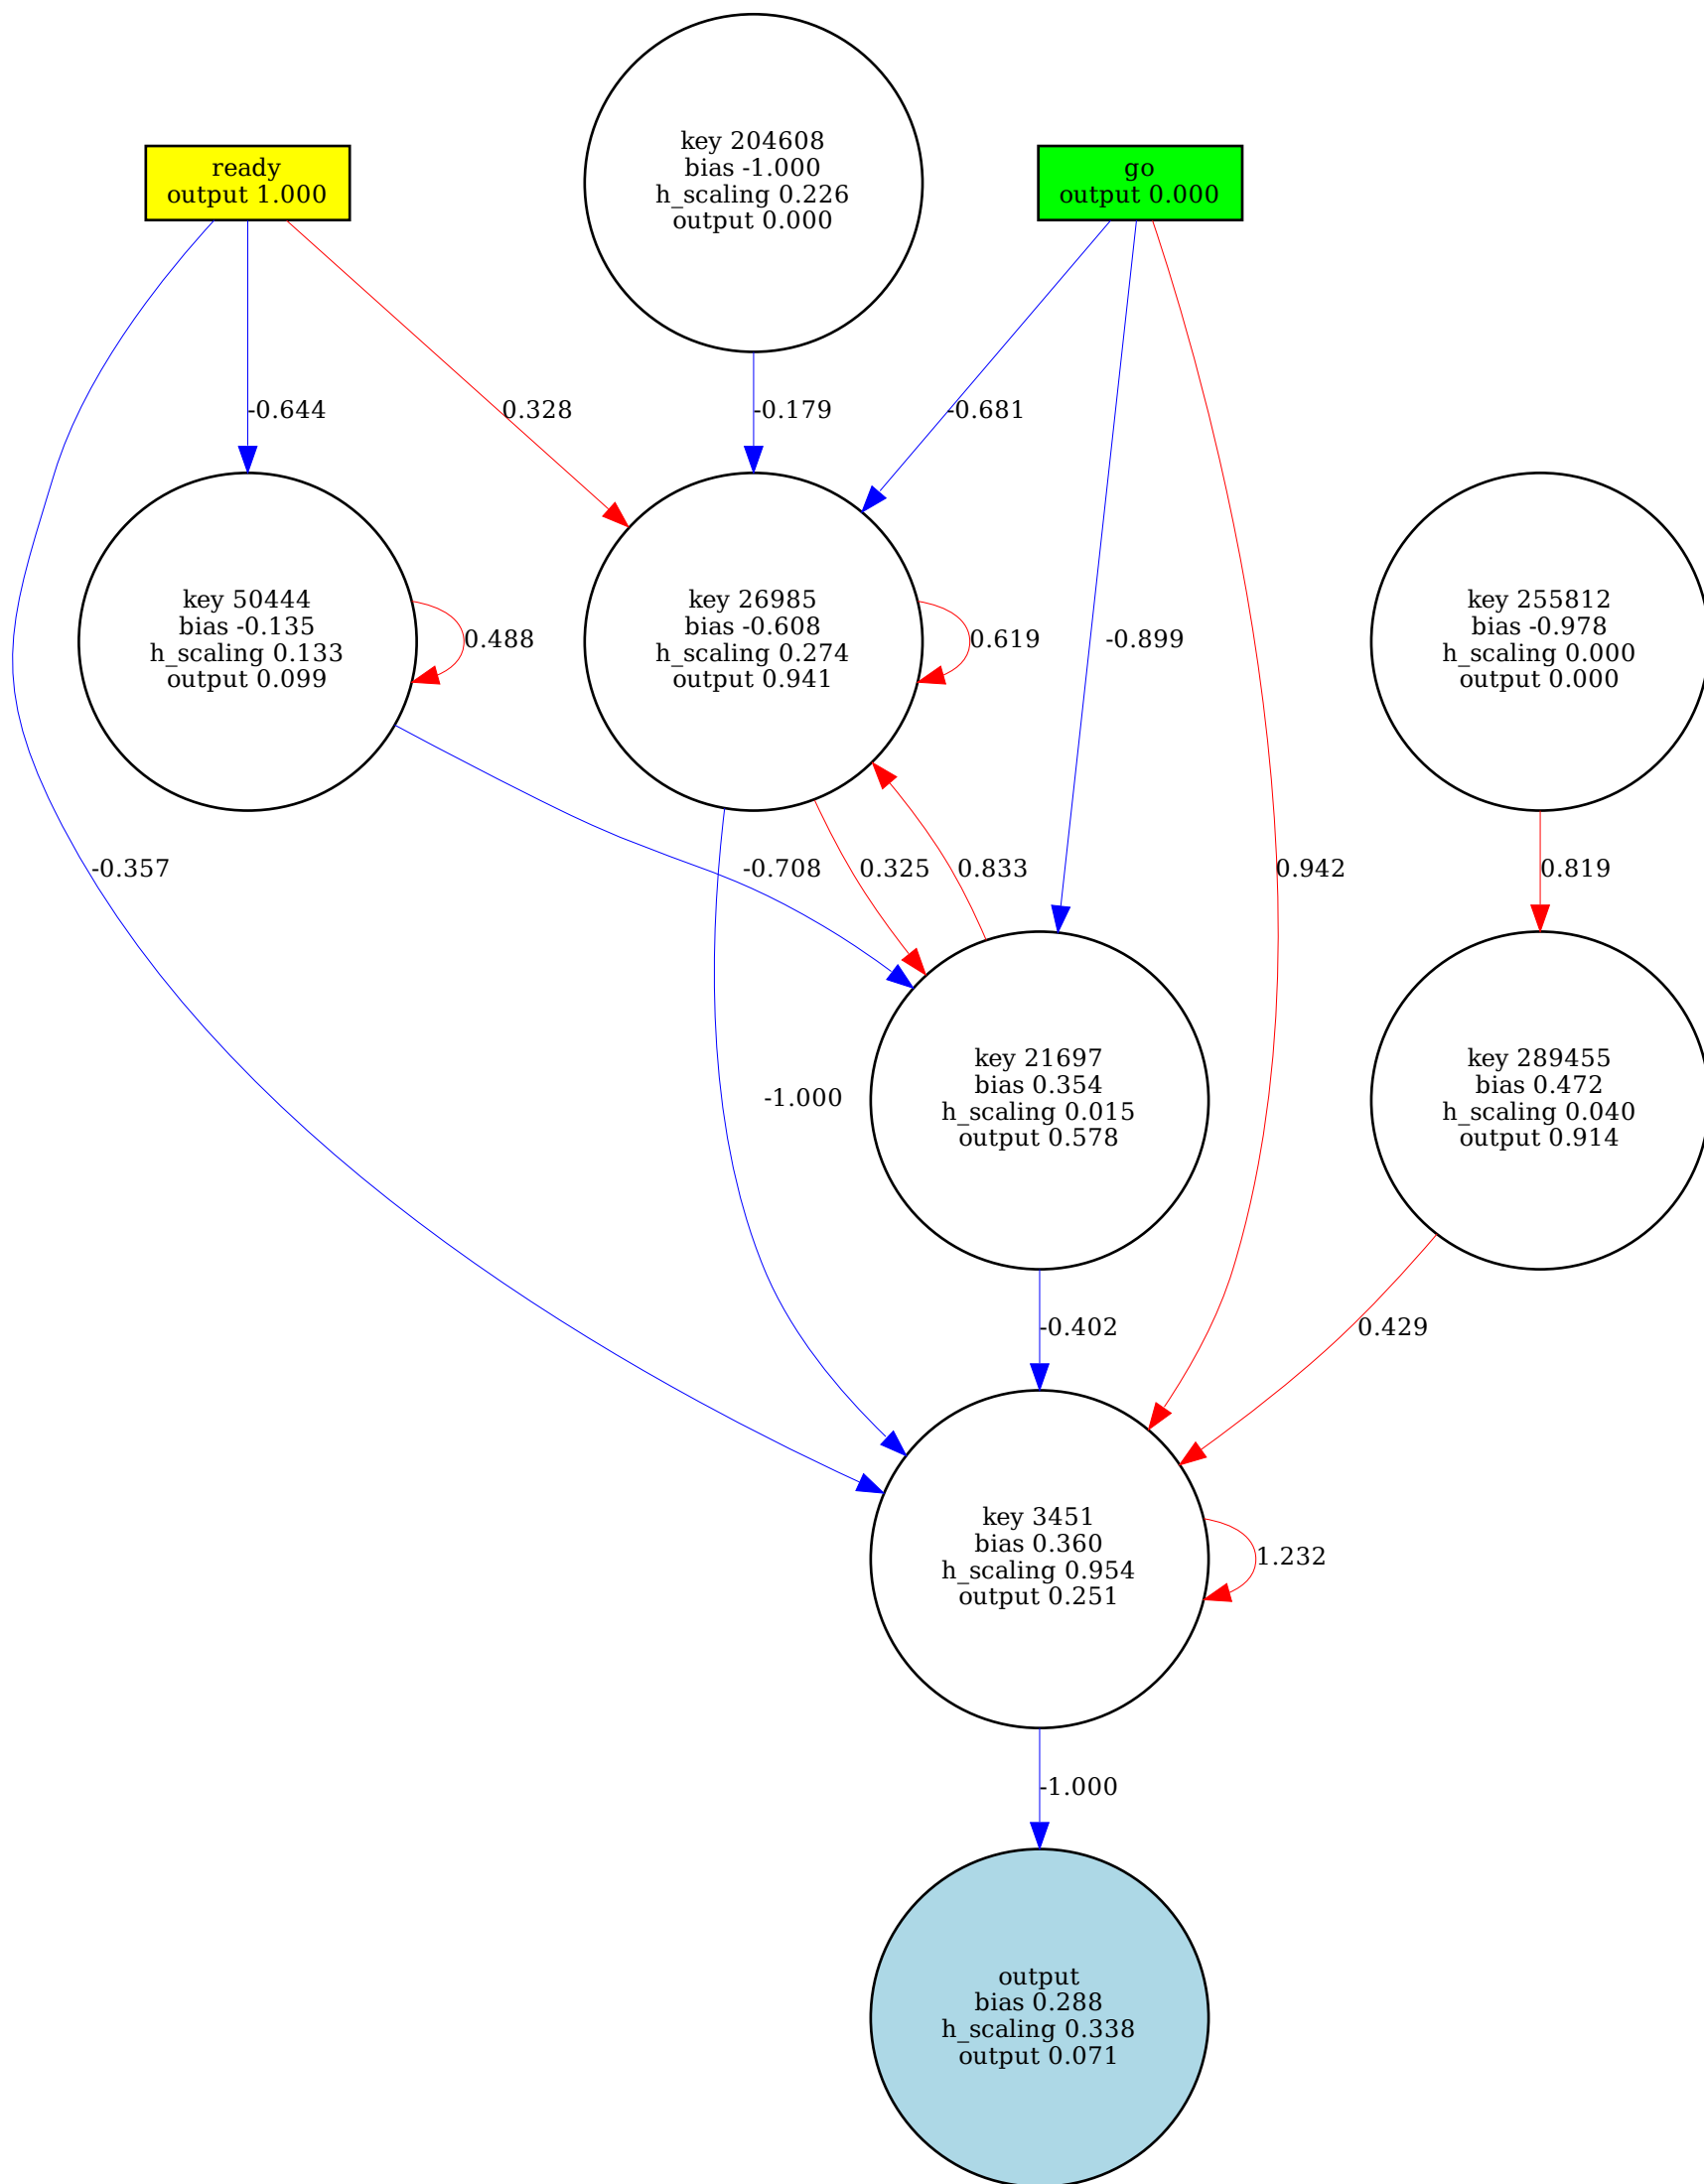 key 204608
bias -1.000
h_scaling 0.226
output 0.000
ready
output 1.000
go
output 0.000
-0.644
0.328
-0.179
-0.681
key 50444
bias -0.135
h_scaling 0.133
output 0.099
0.488
key 26985
bias -0.608
h_scaling 0.274
output 0.941
0.619
-0.899
key 255812
bias -0.978
h_scaling 0.000
output 0.000
-0.357
-0.708
0.325
0.833
0.942
0.819
-1.000
key 21697
bias 0.354
h_scaling 0.015
output 0.578
key 289455
bias 0.472
h_scaling 0.040
output 0.914
-0.402
0.429
key 3451
bias 0.360
h_scaling 0.954
output 0.251
1.232
-1.000
output
bias 0.288
h_scaling 0.338
output 0.071